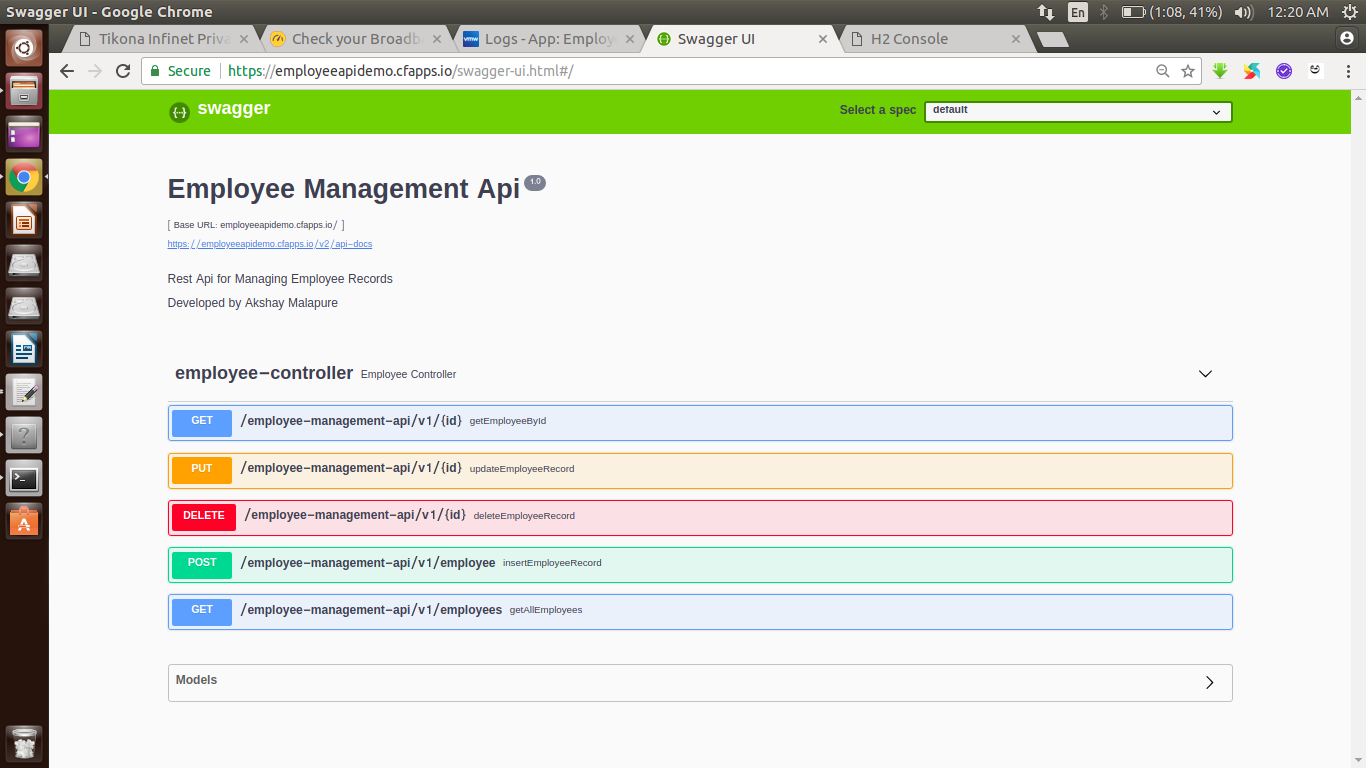 Swagger UI - Google Chrome
En
(1:08, 41%)
12:20 AM
Tikona Infinet Priva
Check your Broadb
vmw
Logs - App: Employ
Swagger UI
H2 Console
Secure
https://employeeapidemo.cfapps.io/swagger-ui.html#/
{-}
swagger
Select a spec
default
Employee Management Api 1.0
[ Base URL: employeeapidemo.cfapps.io/ ]
https://employeeapidemo.cfapps.io/v2/api-docs
Rest Api for Managing Employee Records
Developed by Akshay Malapure
employee-controller Employee Controller
GET /employee-management-api/v1/{id} getEmployeeById
PUT /employee-management-api/v1/{id} updateEmployeeRecord
DELETE /employee-management-api/v1/{id} deleteEmployeeRecord
POST /employee-management-api/v1/employee insertEmployeeRecord
GET /employee-management-api/v1/employees getAllEmployees
Models